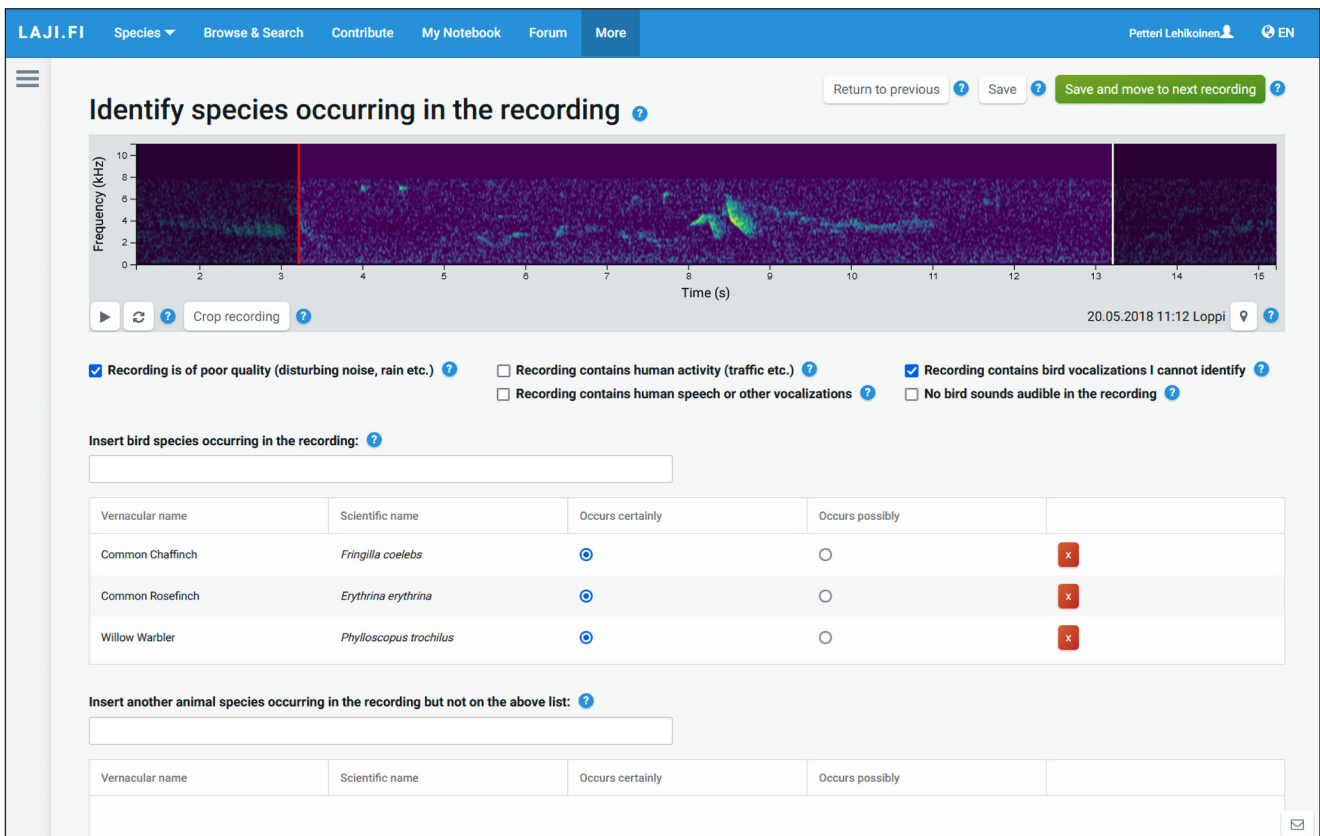 LAJI.FI Species Browse & Search Contribute My Notebook Forum More Petteri Lehikoinen EN
Return to previous ? Save ? Save and move to next recording ?
Identify species occurring in the recording ?
Frequency (kHz)
10
8
6
4
2
0
2 3 4 5 6 7 8 9 10 11 12 13 14 15
Time (s)
? Crop recording ? 20.05.2018 11:12 Loppi ?
Recording is of poor quality (disturbing noise, rain etc.) ? Recording contains human activity (traffic etc.) ? Recording contains bird vocalizations I cannot identify ?
Recording contains human speech or other vocalizations ? No bird sounds audible in the recording ?
Insert bird species occurring in the recording: ?
Vernacular name Scientific name Occurs certainly Occurs possibly
Common Chaffinch Fringilla coelebs x
Common Rosefinch Erythrina erythrina x
Willow Warbler Phylloscopus trochilus x
Insert another animal species occurring in the recording but not on the above list: ?
Vernacular name Scientific name Occurs certainly Occurs possibly